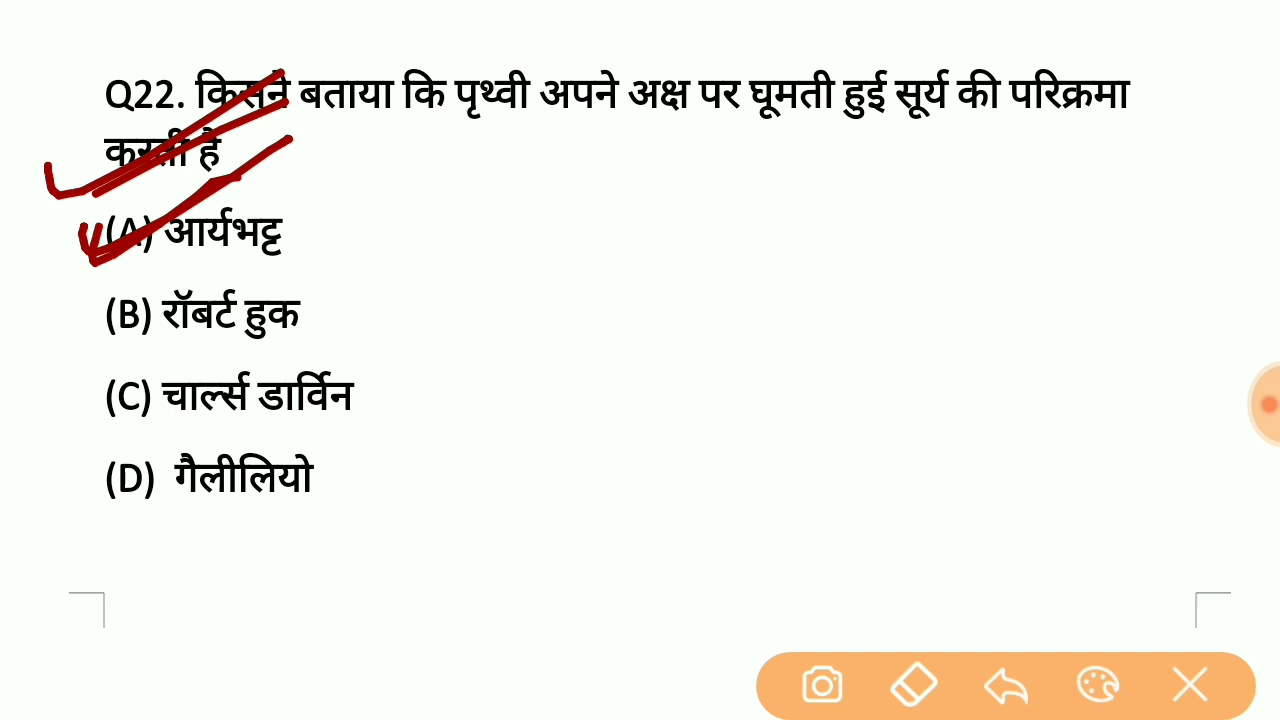 Q22. किसने बताया कि पृथ्वी अपने अक्ष पर घूमती हुई सूर्य की परिक्रमा
करती है
(A) आर्यभट्ट
(B) रॉबर्ट हुक
(C) चार्ल्स डार्विन
(D) गैलीलियो